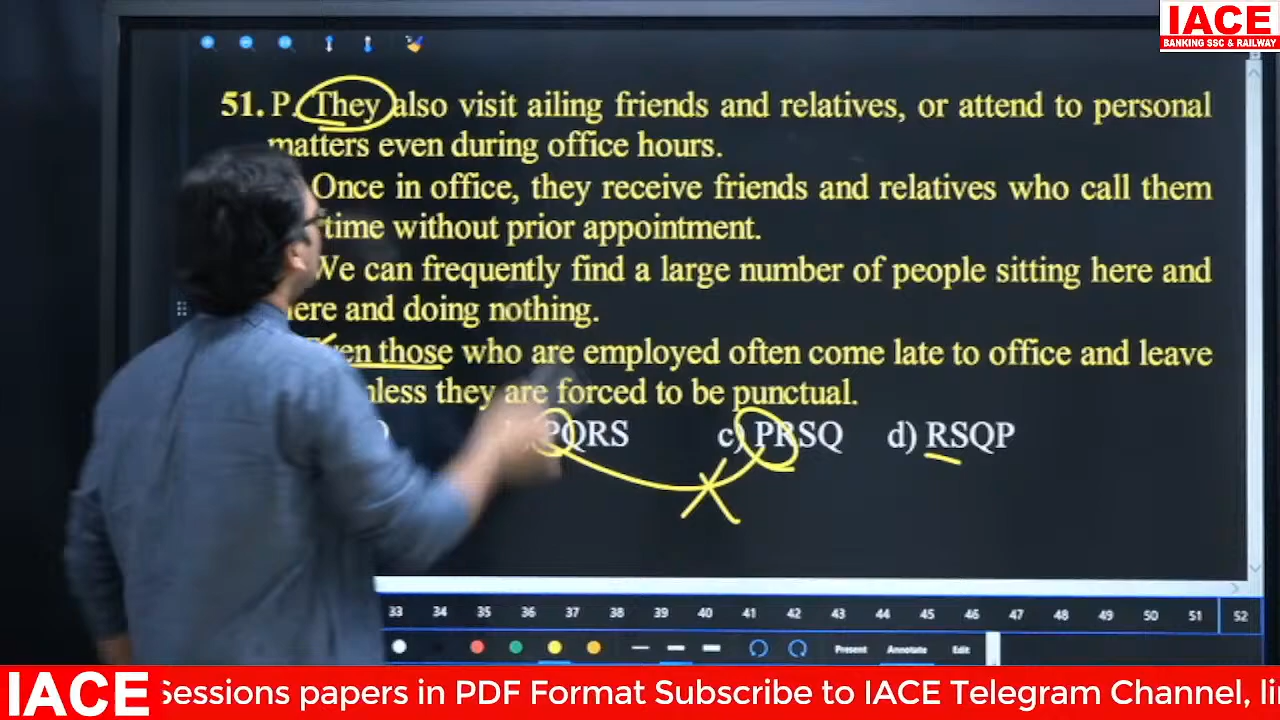 IACE
BANKING SSC & RAILWAY
51. P. They also visit ailing friends and relatives, or attend to personal
matters even during office hours.
Once in office, they receive friends and relatives who call them
time without prior appointment.
We can frequently find a large number of people sitting here and
and doing nothing.
those who are employed often come late to office and leave
they are forced to be punctual.
PQRS c) PRSQ d) RSQP
33 34 35 36 37 38 39 40 41 42 43 44 45 46 47 48 49 50 51 52
Present Annotate Edit
IACE Sessions papers in PDF Format Subscribe to IACE Telegram Channel,